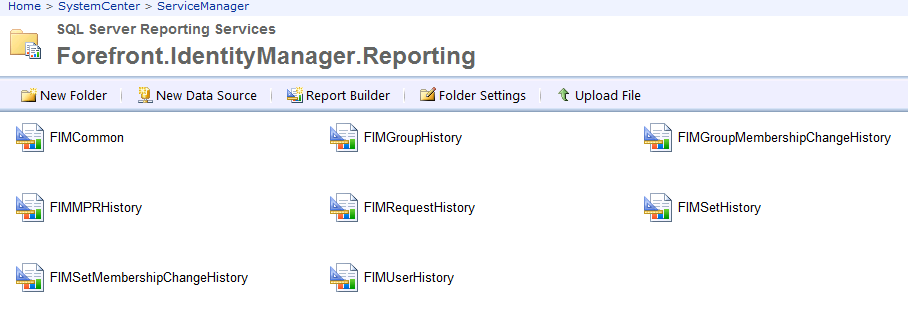 Home > SystemCenter > ServiceManager
SQL Server Reporting Services
Forefront.IdentityManager.Reporting
New Folder New Data Source Report Builder Folder Settings Upload File
FIMCommon FIMGroupHistory FIMGroupMembershipChangeHistory
FIMMPRHistory FIMRequestHistory FIMSetHistory
FIMSetMembershipChangeHistory FIMUserHistory